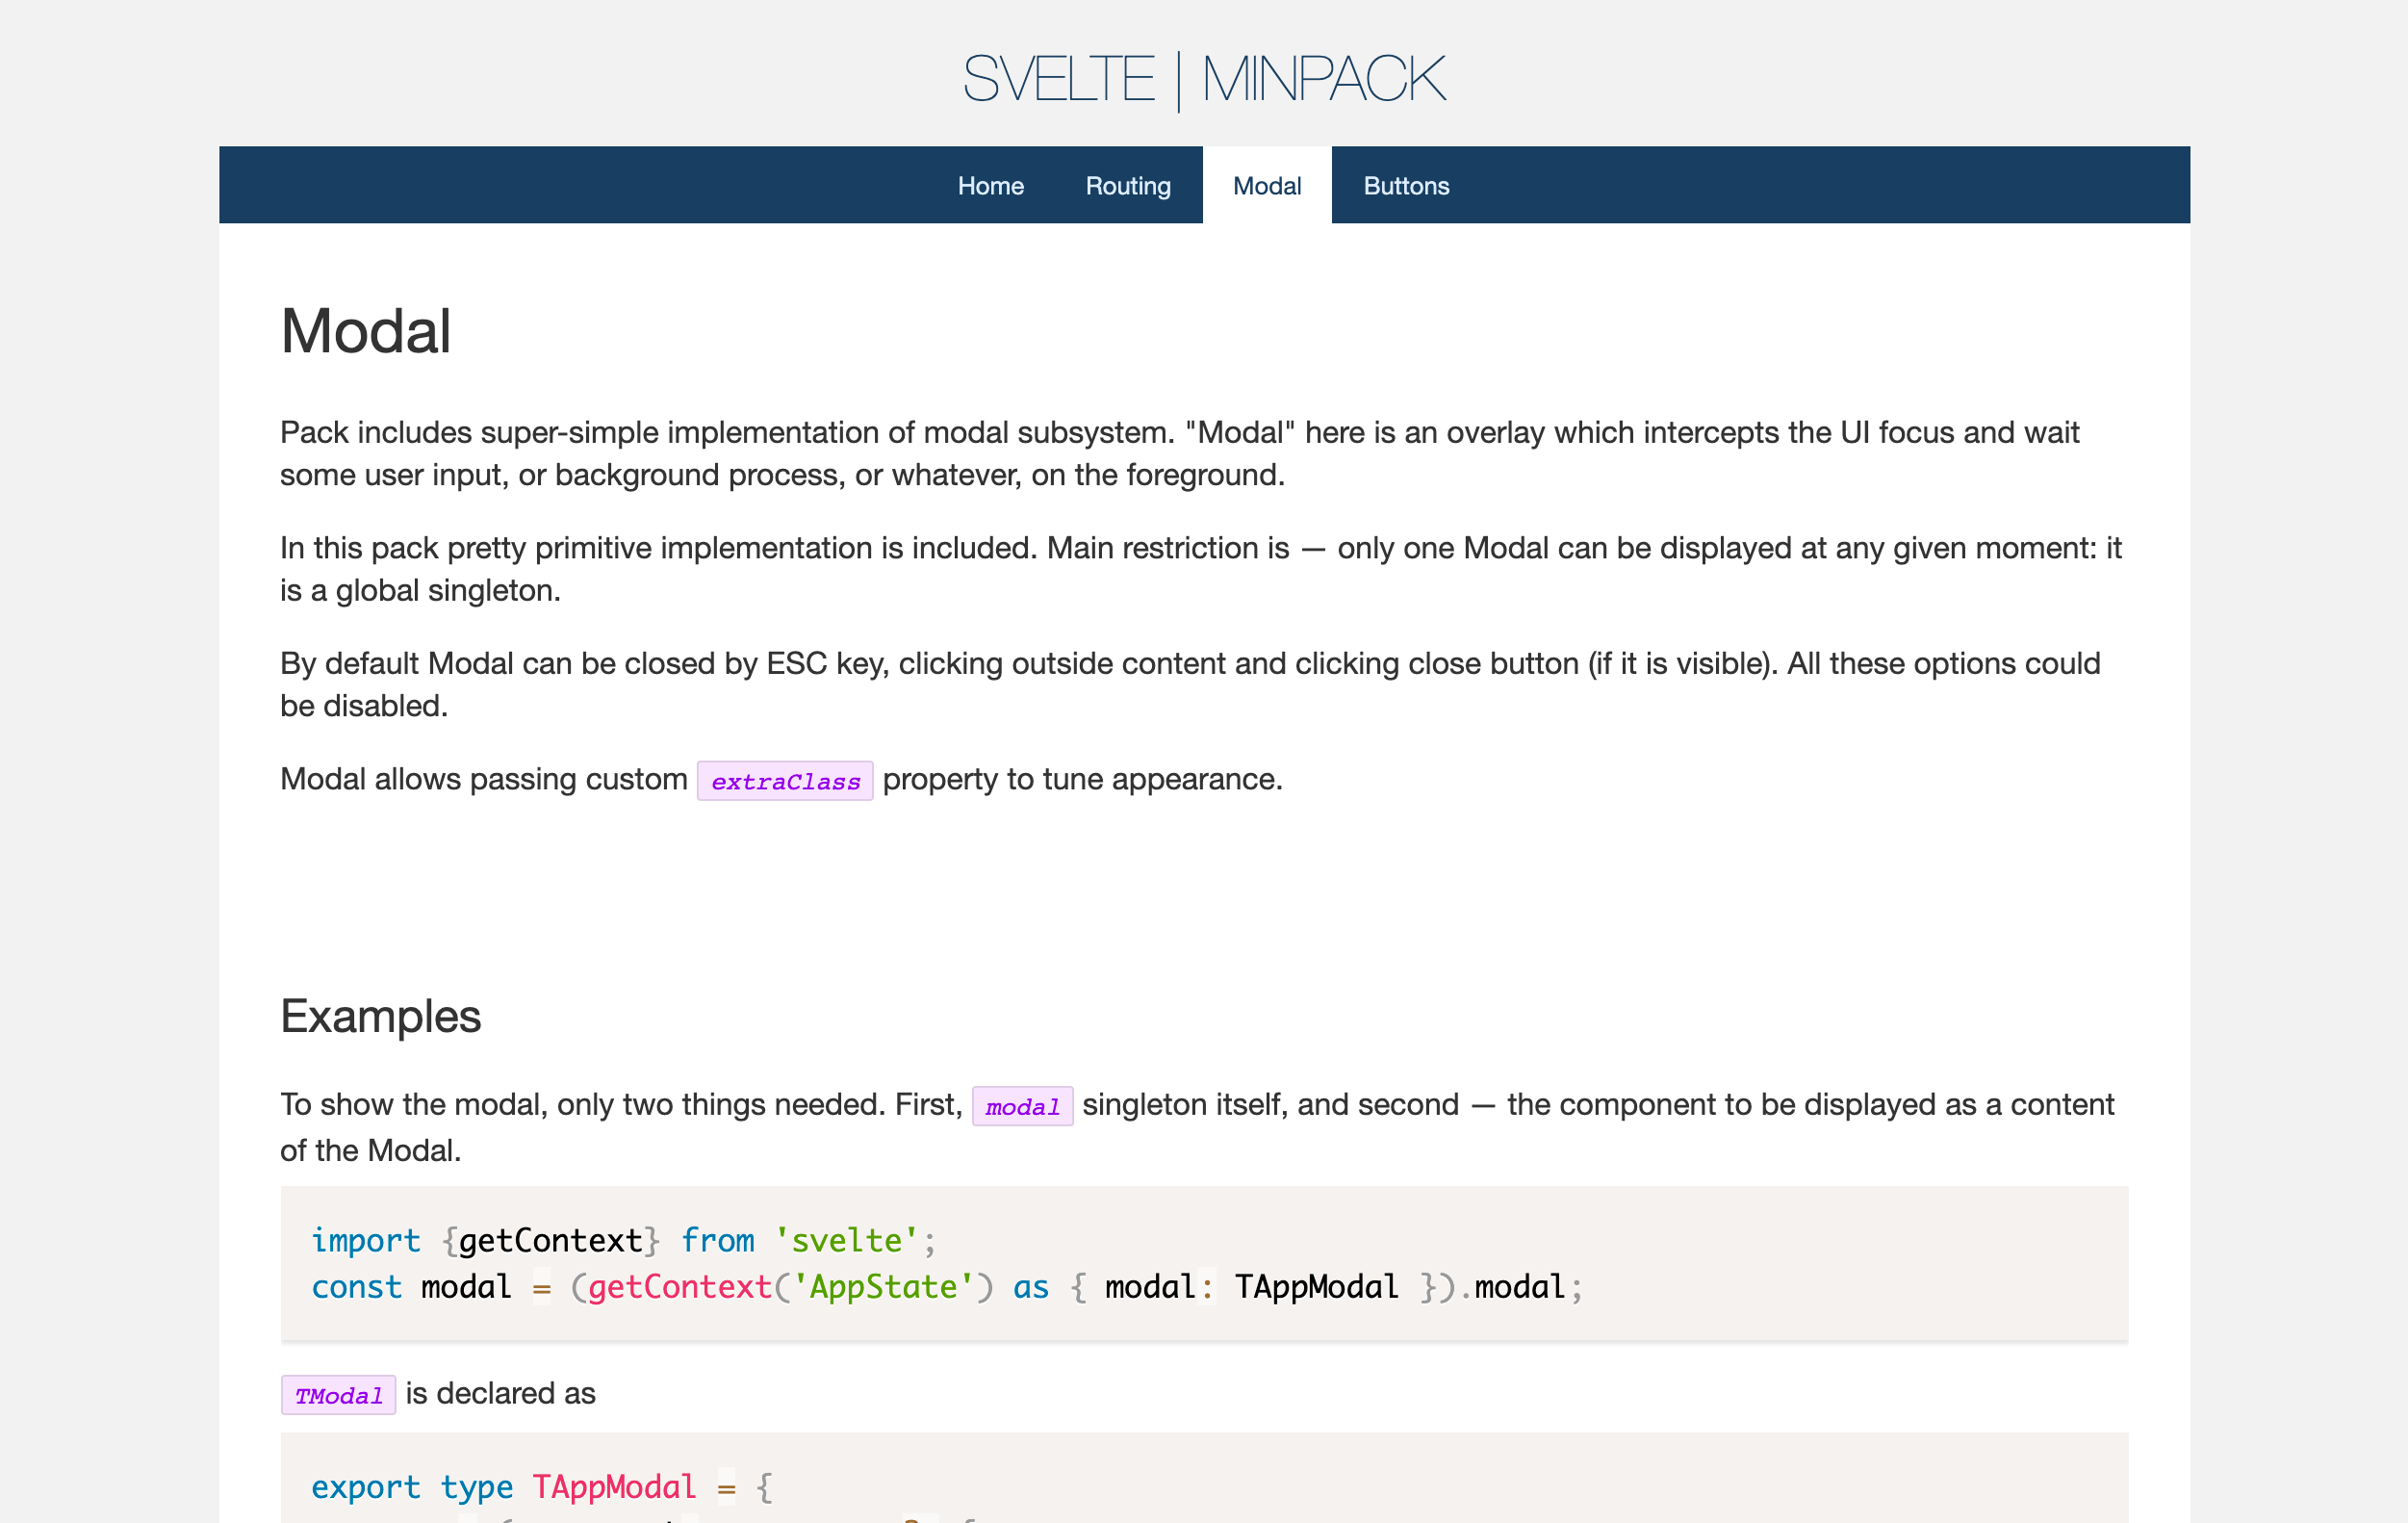 SVELTE | MINPACK
Home Routing Modal Buttons
Modal
Pack includes super-simple implementation of modal subsystem. "Modal" here is an overlay which intercepts the UI focus and wait
some user input, or background process, or whatever, on the foreground.
In this pack pretty primitive implementation is included. Main restriction is — only one Modal can be displayed at any given moment: it
is a global singleton.
By default Modal can be closed by ESC key, clicking outside content and clicking close button (if it is visible). All these options could
be disabled.
Modal allows passing custom extraClass property to tune appearance.
Examples
To show the modal, only two things needed. First, modal singleton itself, and second — the component to be displayed as a content
of the Modal.
import {getContext} from 'svelte';
const modal = (getContext('AppState') as { modal: TAppModal }).modal;
TModal is declared as
export type TAppModal = {